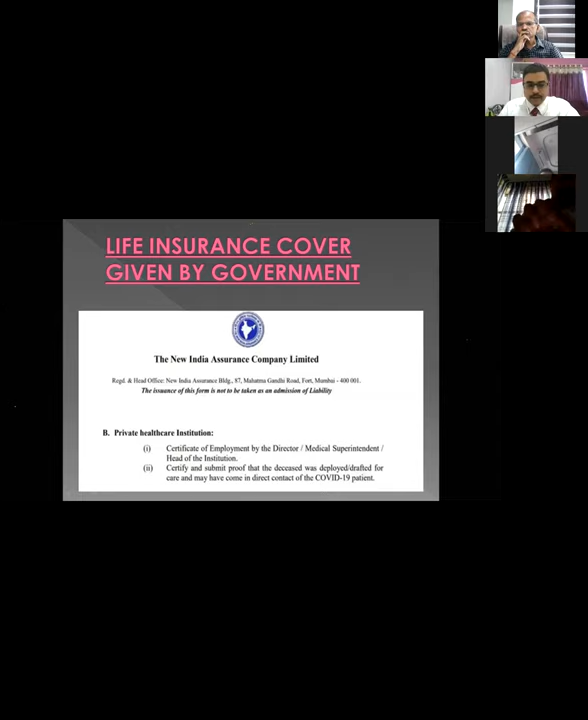 LIFE INSURANCE COVER
GIVEN BY GOVERNMENT
The New India Assurance Company Limited
Regd. & Head Office: New India Assurance Bldg., 87, Mahatma Gandhi Road, Fort, Mumbai - 400 001.
The issuance of this form is not to be taken as an admission of Liability
B. Private healthcare Institution:
(i) Certificate of Employment by the Director / Medical Superintendent /
Head of the Institution.
(ii) Certify and submit proof that the deceased was deployed/drafted for
care and may have come in direct contact of the COVID-19 patient.